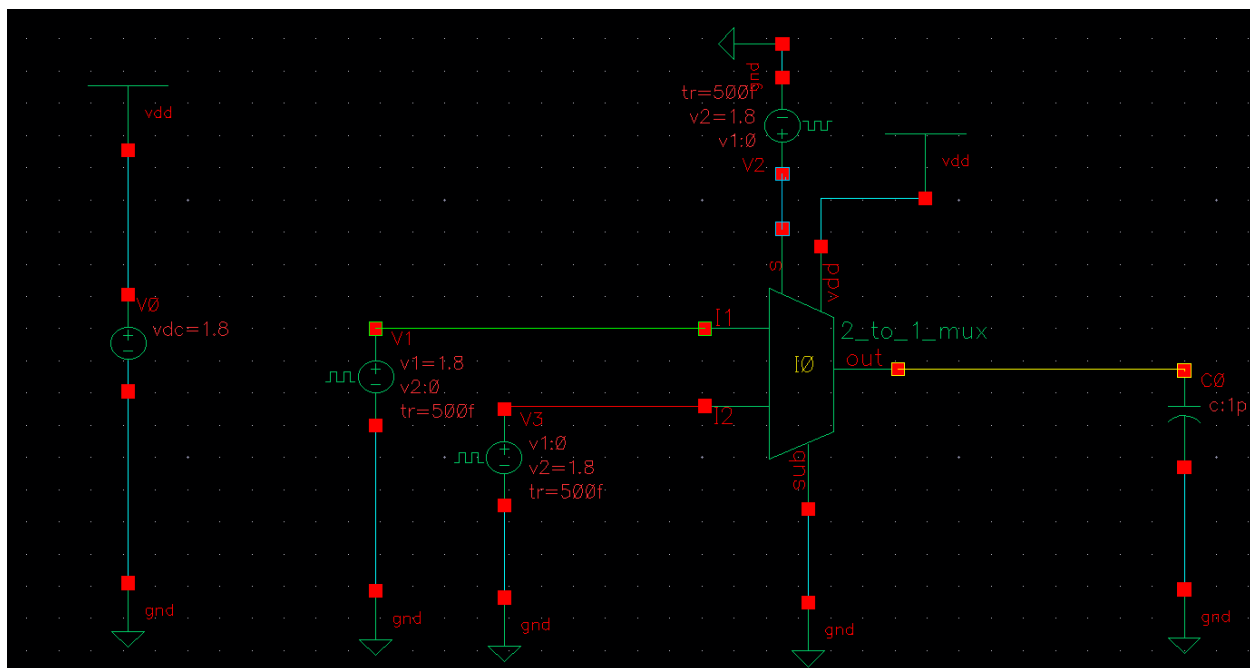 vdd
V0
vdc=1.8
gnd
V1
v1=1.8
v2:0
tr=500f
gnd
V3
v1:0
v2=1.8
tr=500f
gnd
gnd
tr=500f
v2=1.8
v1:0
V2
vdd
s
vdd
I1
2_to_1_mux
I0
out
I2
sub
gnd
C0
c:1p
gnd